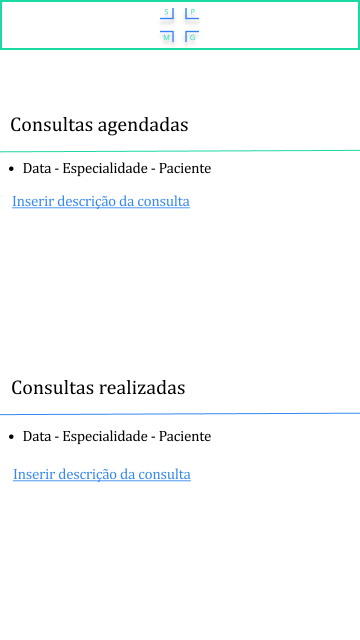 S P
M G
Consultas agendadas
• Data - Especialidade - Paciente
Inserir descrição da consulta
Consultas realizadas
• Data - Especialidade - Paciente
Inserir descrição da consulta